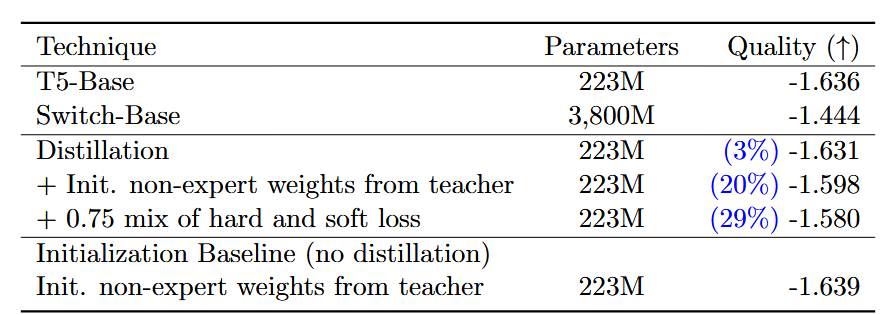 Technique Parameters Quality (↑)
T5-Base 223M -1.636
Switch-Base 3,800M -1.444
Distillation 223M (3%) -1.631
+ Init. non-expert weights from teacher 223M (20%) -1.598
+ 0.75 mix of hard and soft loss 223M (29%) -1.580
Initialization Baseline (no distillation)
Init. non-expert weights from teacher 223M -1.639